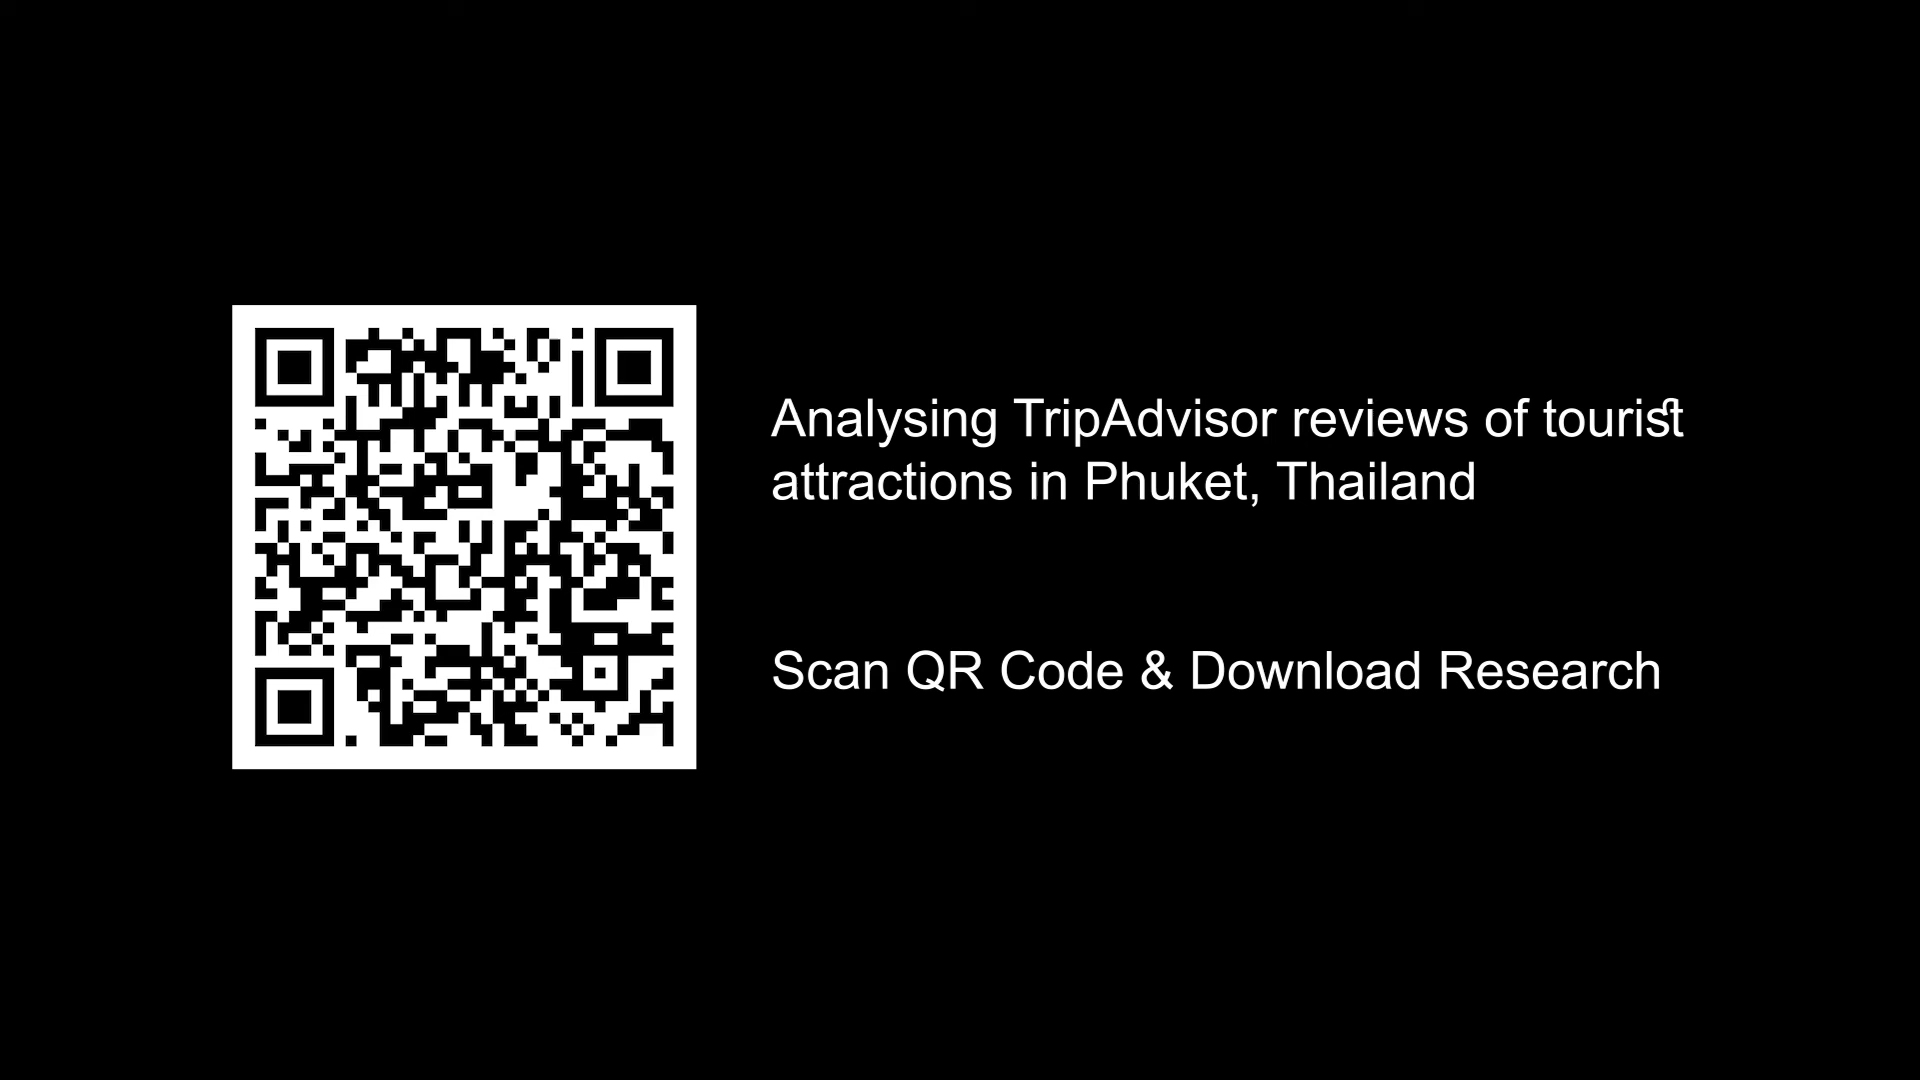 Analysing TripAdvisor reviews of tourist
attractions in Phuket, Thailand
Scan QR Code & Download Research